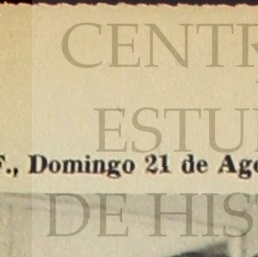 CENTR
ESTU
F., Domingo 21 de Ago
DE HIS